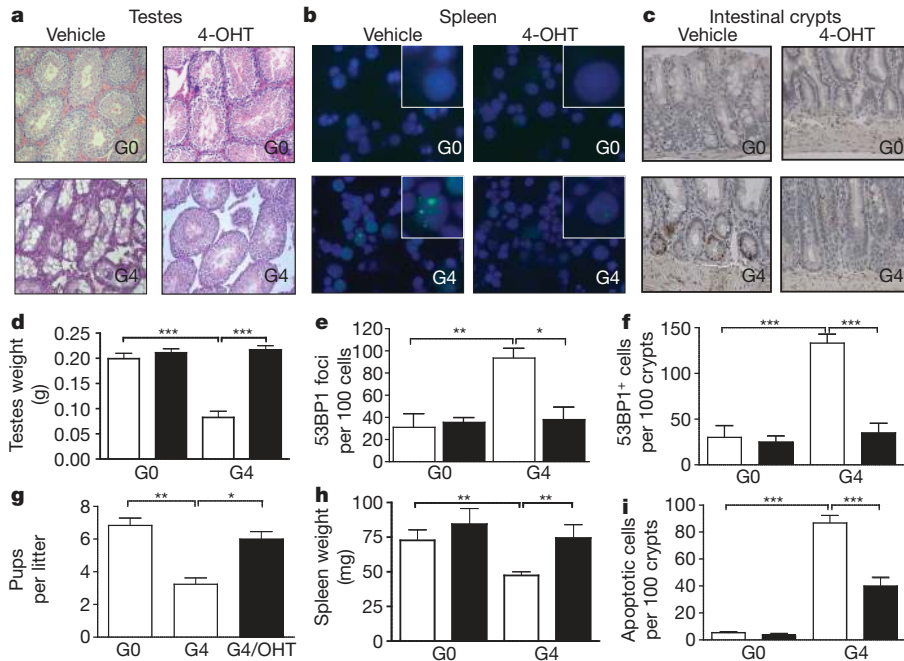 a Testes
Vehicle 4-OHT
G0 G0
G4 G4
b Spleen
Vehicle 4-OHT
G0 G0
G4 G4
c Intestinal crypts
Vehicle 4-OHT
G0 G0
G4 G4
d
Testes weight
(g)
0.25
0.20
0.15
0.10
0.05
0.00
*** ***
G0 G4
e
53BP1 foci
per 100 cells
120
100
80
60
40
20
0
** *
G0 G4
f
53BP1+ cells
per 100 crypts
150
100
50
0
*** ***
G0 G4
g
Pups
per litter
8
6
4
2
0
** *
G0 G4 G4/OHT
h
Spleen weight
(mg)
100
75
50
25
0
** **
G0 G4
i
Apoptotic cells
per 100 crypts
100
80
60
40
20
0
*** ***
G0 G4